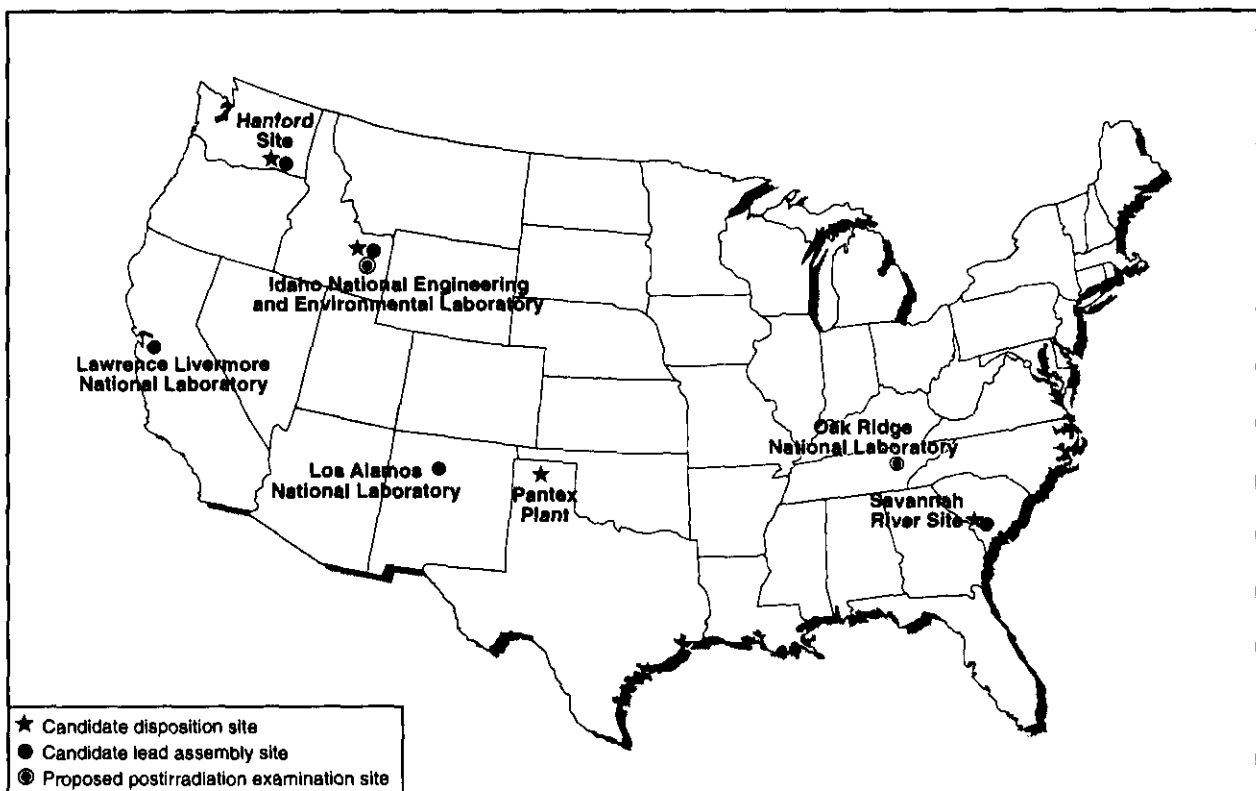 Hanford
Site
Idaho National Engineering
and Environmental Laboratory
Lawrence Livermore
National Laboratory
Los Alamos
National Laboratory
Pantex
Plant
Oak Ridge
National Laboratory
Savannah
River Site
Candidate disposition site
Candidate lead assembly site
Proposed postirradiation examination site